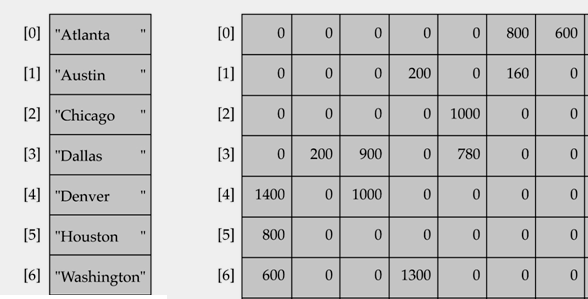 [0] "Atlanta " [0] 0 0 0 0 0 800 600
[1] "Austin " [1] 0 0 0 200 0 160 0
[2] "Chicago " [2] 0 0 0 0 1000 0 0
[3] "Dallas " [3] 0 200 900 0 780 0 0
[4] "Denver " [4] 1400 0 1000 0 0 0 0
[5] "Houston " [5] 800 0 0 0 0 0 0
[6] "Washington" [6] 600 0 0 1300 0 0 0